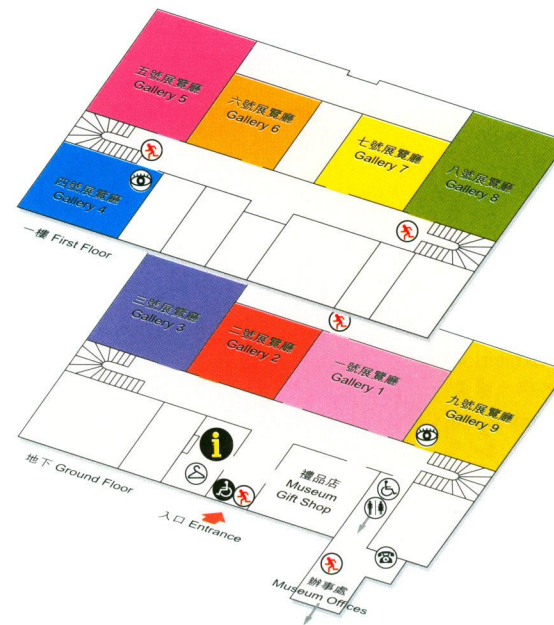 五號展覽廳
Gallery 5
六號展覽廳
Gallery 6
七號展覽廳
Gallery 7
八號展覽廳
Gallery 8
四號展覽廳
Gallery 4
一樓 First Floor
三號展覽廳
Gallery 3
二號展覽廳
Gallery 2
一號展覽廳
Gallery 1
九號展覽廳
Gallery 9
i
禮品店
Museum
Gift Shop
地下 Ground Floor
入口 Entrance
辦事處
Museum Offices